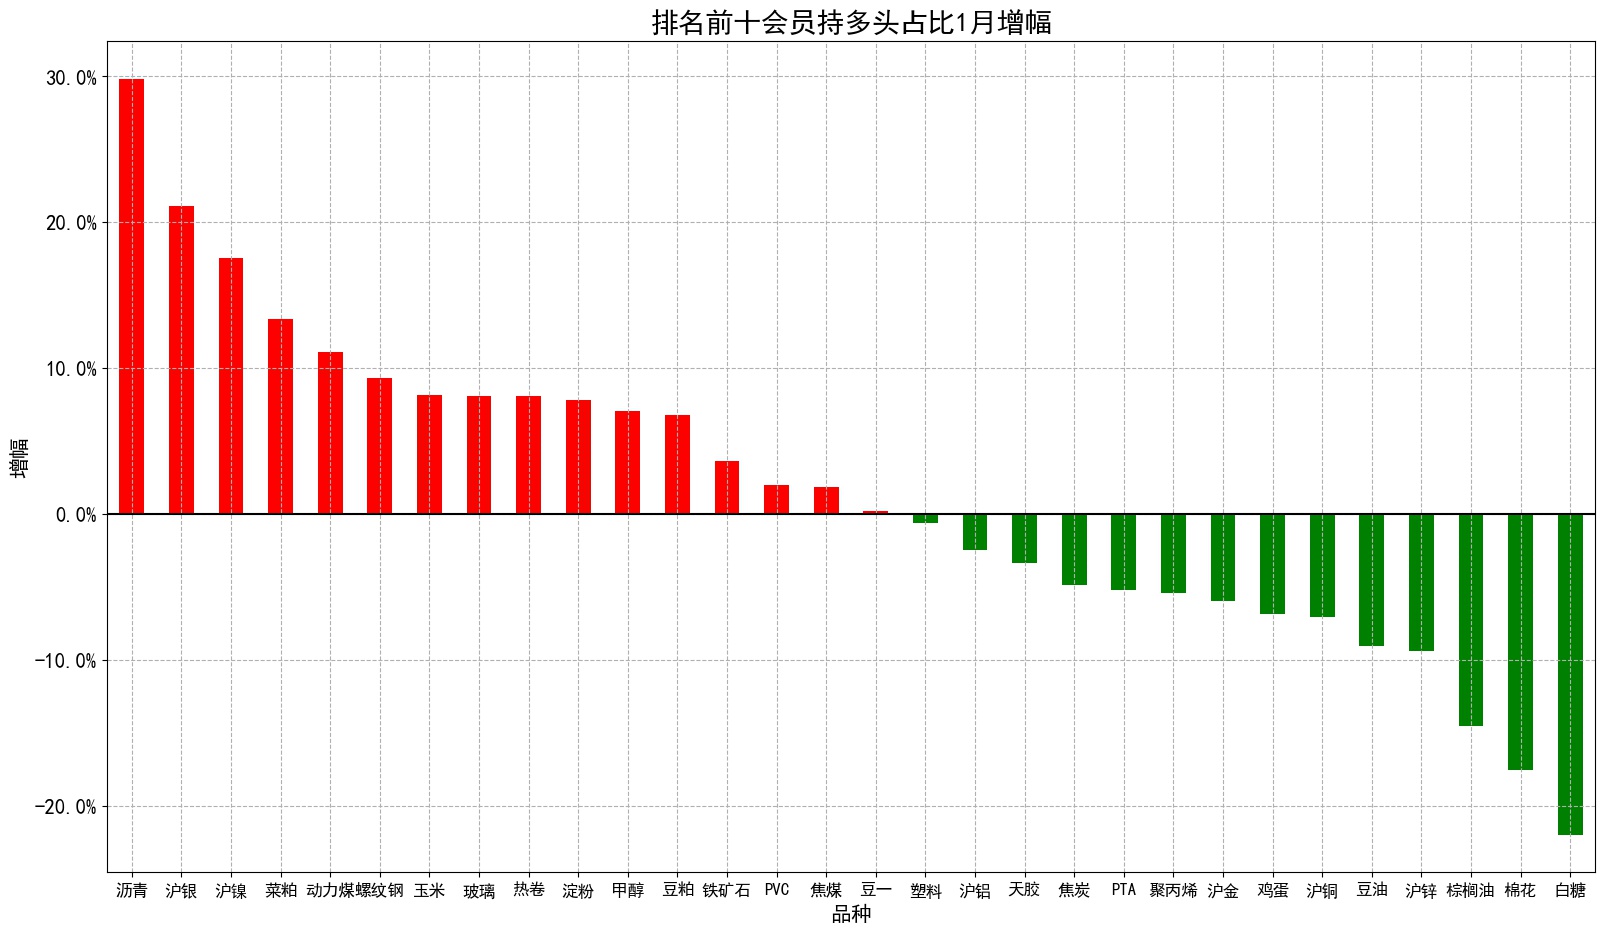 排名前十会员持多头占比1月增幅
30.0%
20.0%
10.0%
0.0%
-10.0%
-20.0%
增幅
沥青 沪银 沪镍 菜粕 动力煤 螺纹钢 玉米 玻璃 热卷 淀粉 甲醇 豆粕 铁矿石 PVC 焦煤 豆一 塑料 沪铝 天胶 焦炭 PTA 聚丙烯 沪金 鸡蛋 沪铜 豆油 沪锌 棕榈油 棉花 白糖
品种